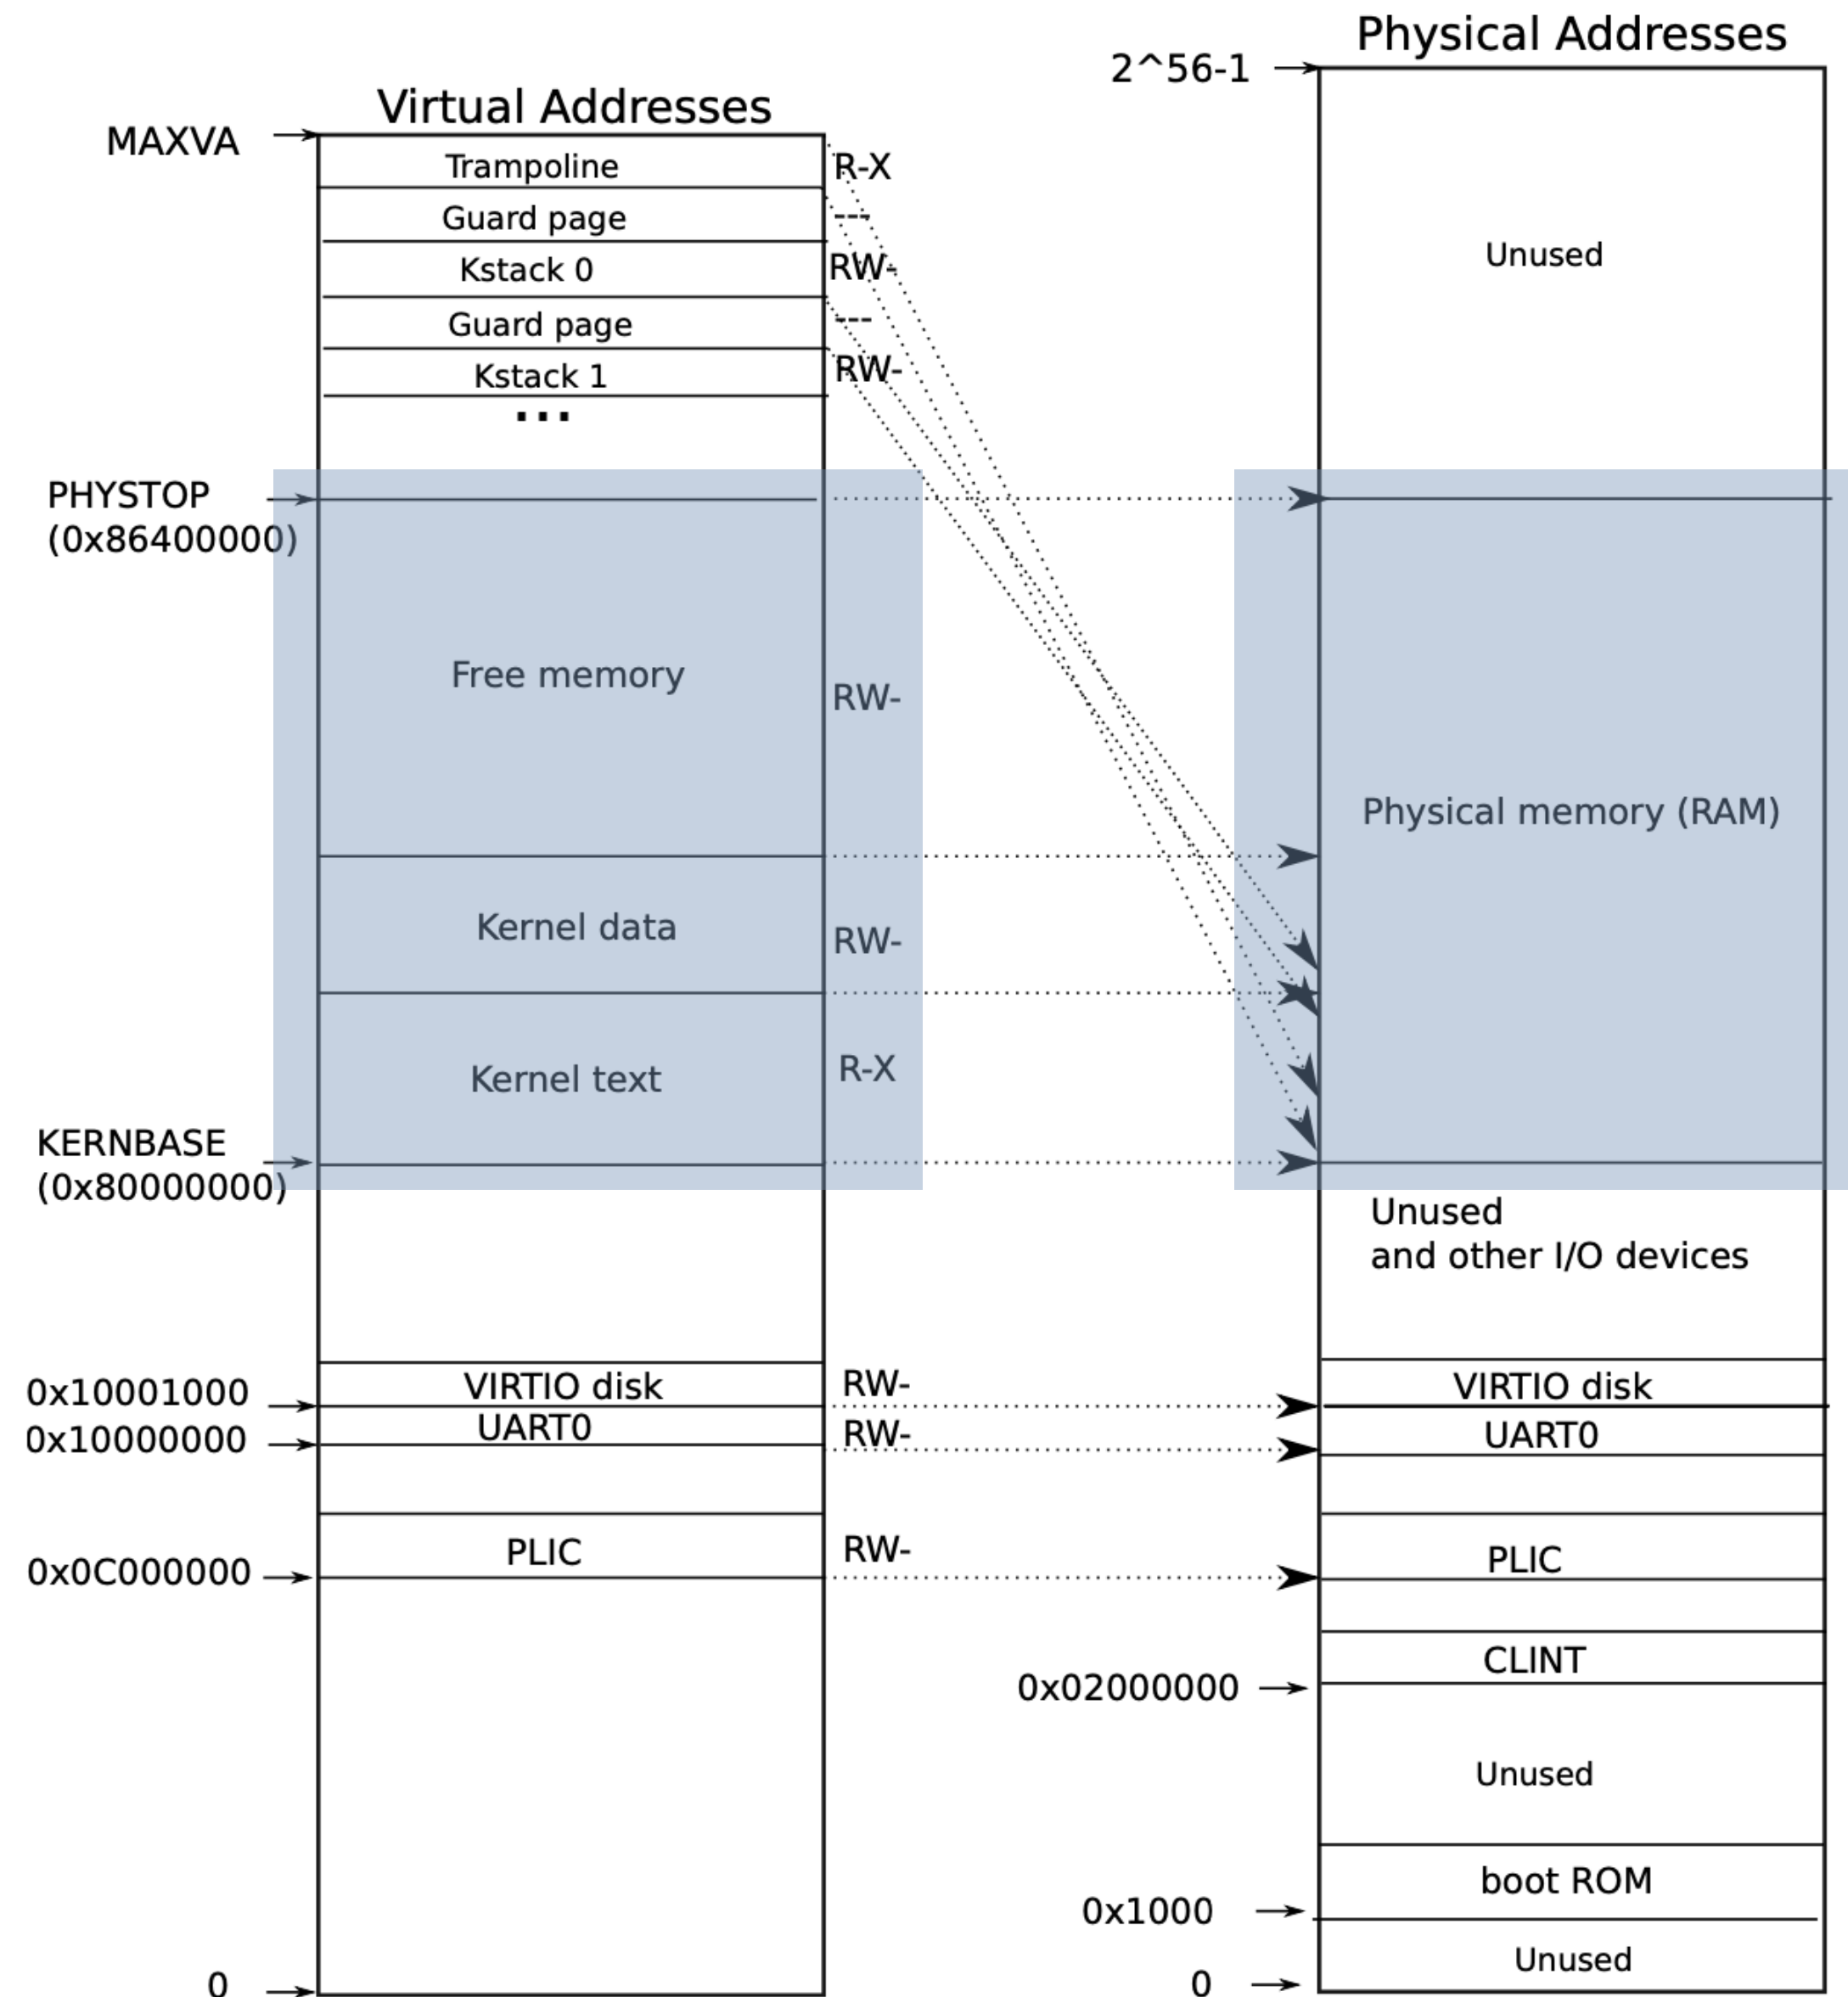 Physical Addresses
2^56-1
Virtual Addresses
MAXVA
Trampoline
R-X
Guard page
---
Unused
Kstack 0
RW-
Guard page
---
Kstack 1
RW-
...
PHYSTOP
(0x86400000)
Free memory
RW-
Physical memory (RAM)
Kernel data
RW-
Kernel text
R-X
KERNBASE
(0x80000000)
Unused
and other I/O devices
0x10001000
VIRTIO disk
RW-
VIRTIO disk
0x10000000
UART0
RW-
UART0
0x0C000000
PLIC
RW-
PLIC
CLINT
0x02000000
Unused
boot ROM
0x1000
Unused
0
0